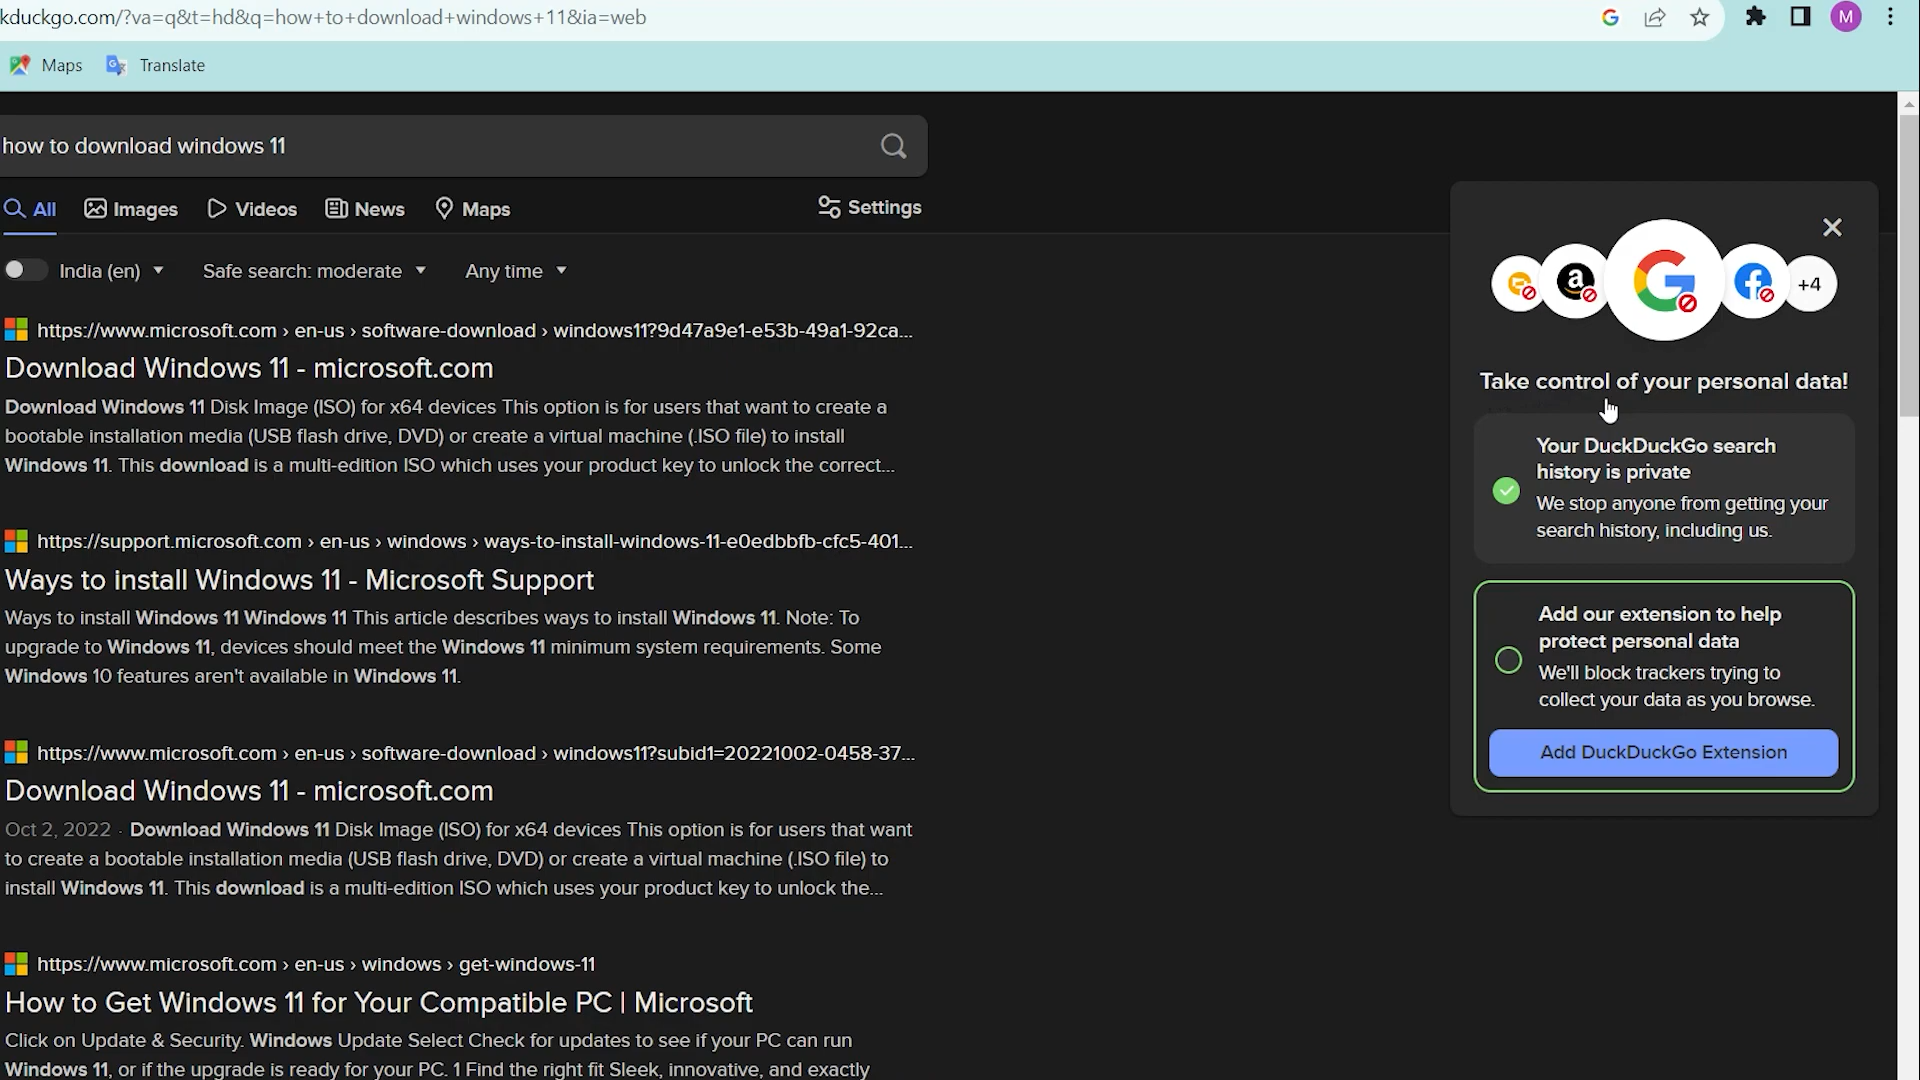 kduckgo.com/?va=q&t=hd&q=how+to+download+windows+11&ia=web
M
Maps
Translate
how to download windows 11
All
Images
Videos
News
Maps
Settings
India (en)
Safe search: moderate
Any time
https://www.microsoft.com › en-us › software-download › windows11?9d47a9e1-e53b-49a1-92ca...
Download Windows 11 - microsoft.com
Download Windows 11 Disk Image (ISO) for x64 devices This option is for users that want to create a
bootable installation media (USB flash drive, DVD) or create a virtual machine (.ISO file) to install
Windows 11. This download is a multi-edition ISO which uses your product key to unlock the correct...
https://support.microsoft.com › en-us › windows › ways-to-install-windows-11-e0edbbfb-cfc5-401...
Ways to install Windows 11 - Microsoft Support
Ways to install Windows 11 Windows 11 This article describes ways to install Windows 11. Note: To
upgrade to Windows 11, devices should meet the Windows 11 minimum system requirements. Some
Windows 10 features aren't available in Windows 11.
https://www.microsoft.com › en-us › software-download › windows11?subid1=20221002-0458-37...
Download Windows 11 - microsoft.com
Oct 2, 2022 · Download Windows 11 Disk Image (ISO) for x64 devices This option is for users that want
to create a bootable installation media (USB flash drive, DVD) or create a virtual machine (.ISO file) to
install Windows 11. This download is a multi-edition ISO which uses your product key to unlock the...
https://www.microsoft.com › en-us › windows › get-windows-11
How to Get Windows 11 for Your Compatible PC | Microsoft
Click on Update & Security. Windows Update Select Check for updates to see if your PC can run
Windows 11, or if the upgrade is ready for your PC. 1 Find the right fit Sleek, innovative, and exactly
+4
Take control of your personal data!
Your DuckDuckGo search
history is private
We stop anyone from getting your
search history, including us.
Add our extension to help
protect personal data
We'll block trackers trying to
collect your data as you browse.
Add DuckDuckGo Extension